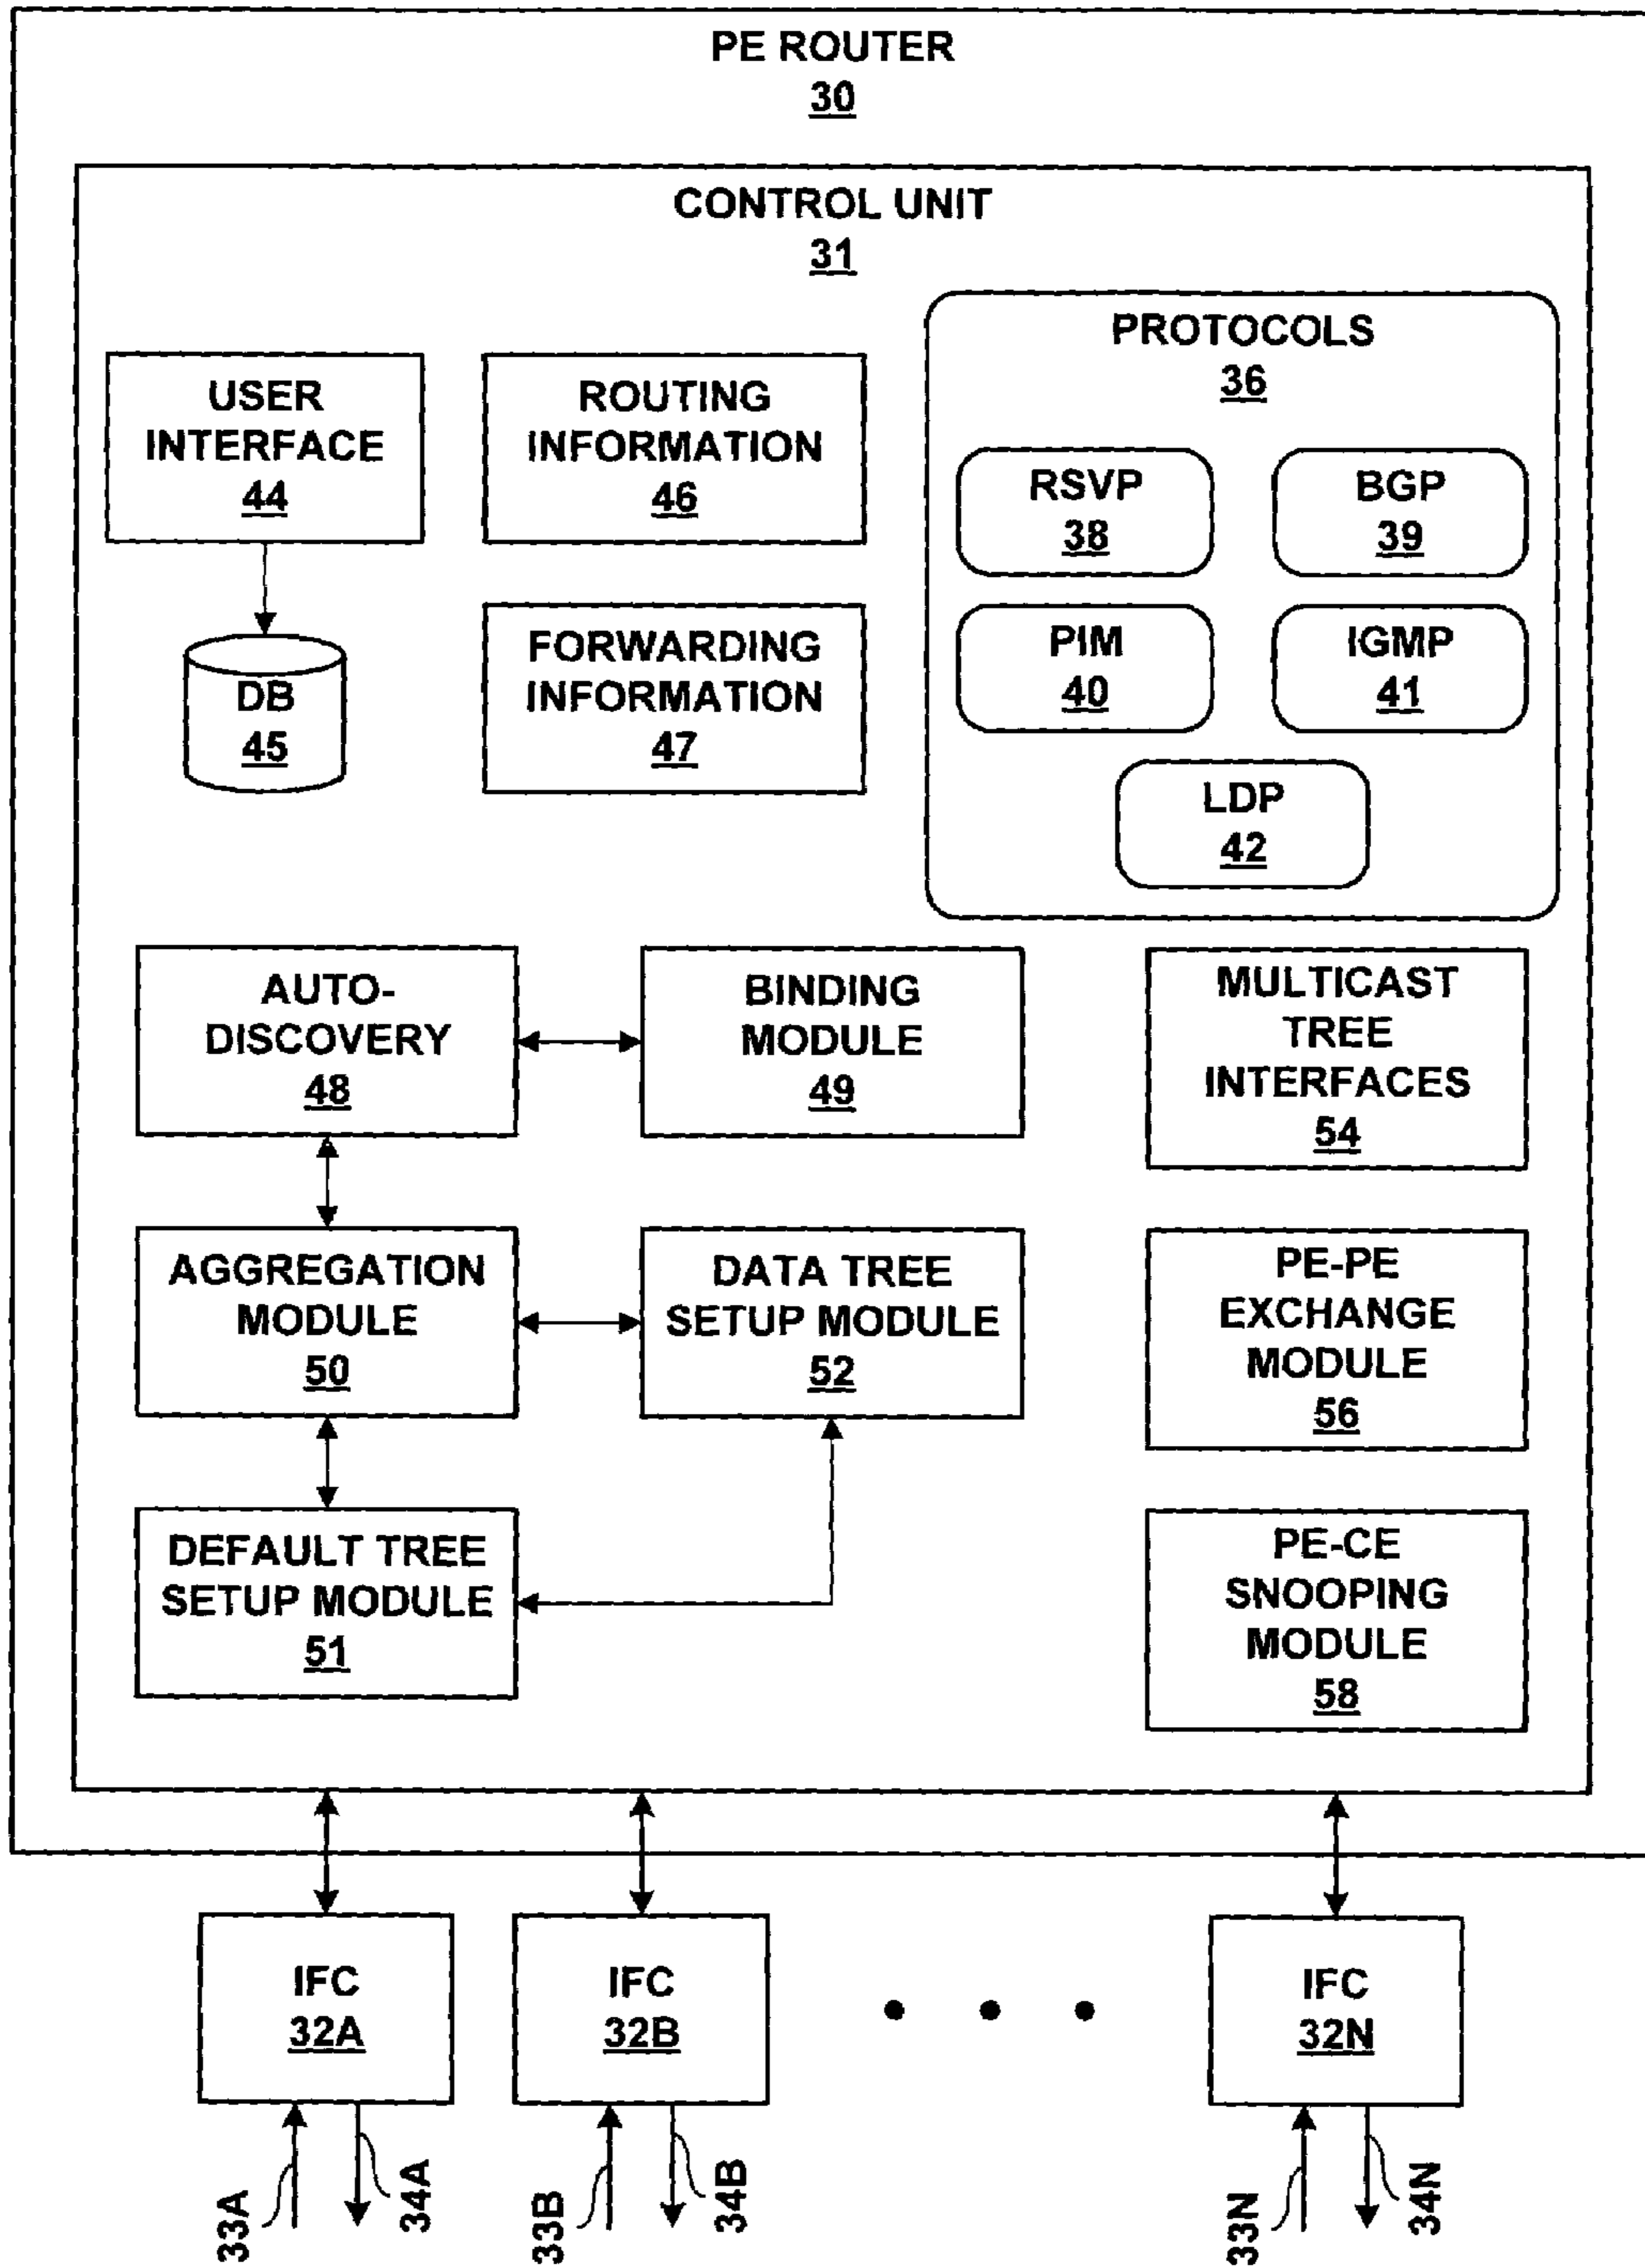 PE ROUTER
30
CONTROL UNIT
31
PROTOCOLS
36
USER
INTERFACE
44
ROUTING
INFORMATION
46
RSVP
38
BGP
39
DB
45
FORWARDING
INFORMATION
47
PIM
40
IGMP
41
LDP
42
AUTO-
DISCOVERY
48
BINDING
MODULE
49
MULTICAST
TREE
INTERFACES
54
AGGREGATION
MODULE
50
DATA TREE
SETUP MODULE
52
PE-PE
EXCHANGE
MODULE
56
DEFAULT TREE
SETUP MODULE
51
PE-CE
SNOOPING
MODULE
58
IFC
32A
IFC
32B
• • •
IFC
32N
33A
34A
33B
34B
33N
34N